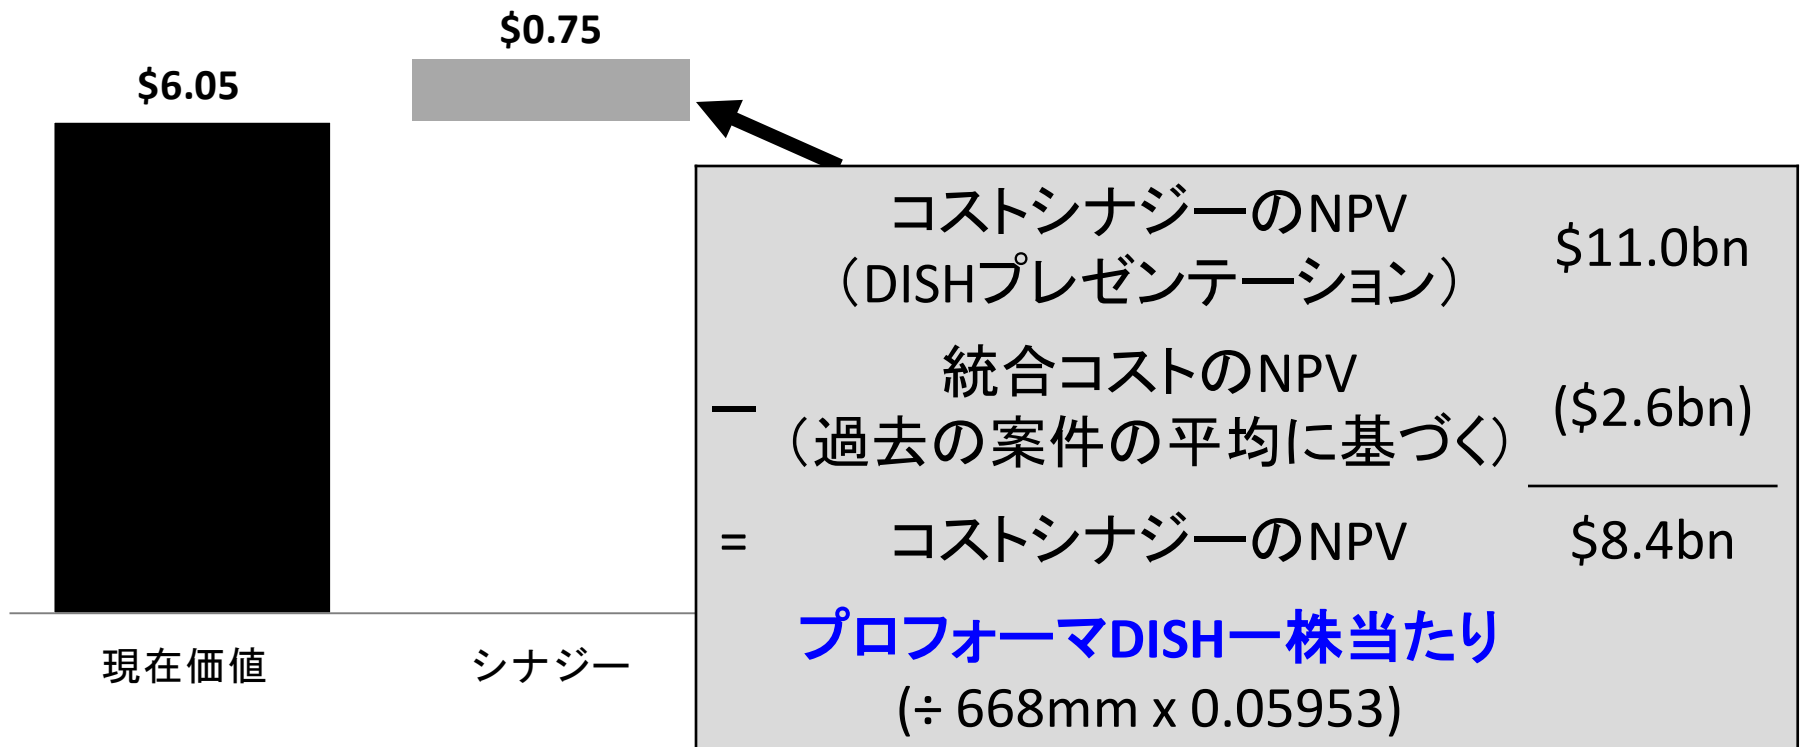 $0.75
$6.05
コストシナジーのNPV
（DISHプレゼンテーション）
$11.0bn
ー
統合コストのNPV
（過去の案件の平均に基づく）
($2.6bn)
=
コストシナジーのNPV
$8.4bn
プロフォーマDISH一株当たり
(÷ 668mm x 0.05953)
現在価値
シナジー